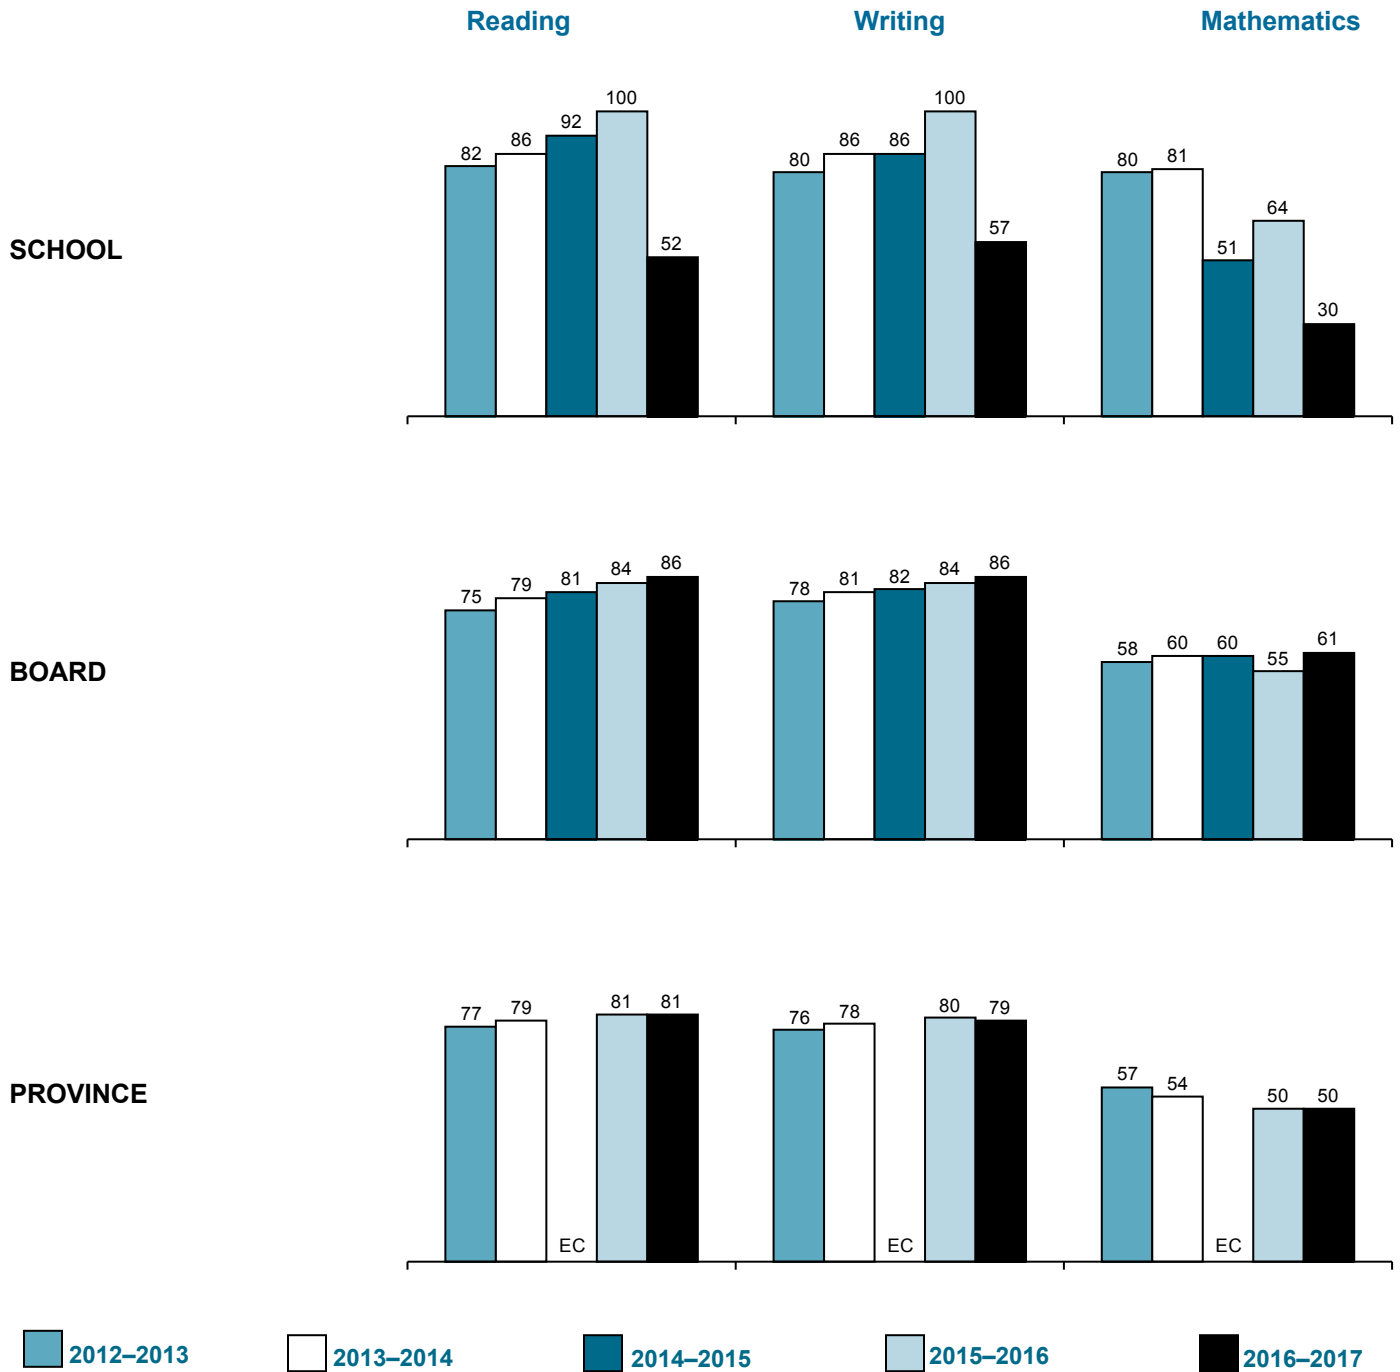 Reading Writing Mathematics
SCHOOL
82 86 92 100 52
80 86 86 100 57
80 81 51 64 30
BOARD
75 79 81 84 86
78 81 82 84 86
58 60 60 55 61
PROVINCE
77 79 EC 81 81
76 78 EC 80 79
57 54 EC 50 50
2012–2013 2013–2014 2014–2015 2015–2016 2016–2017